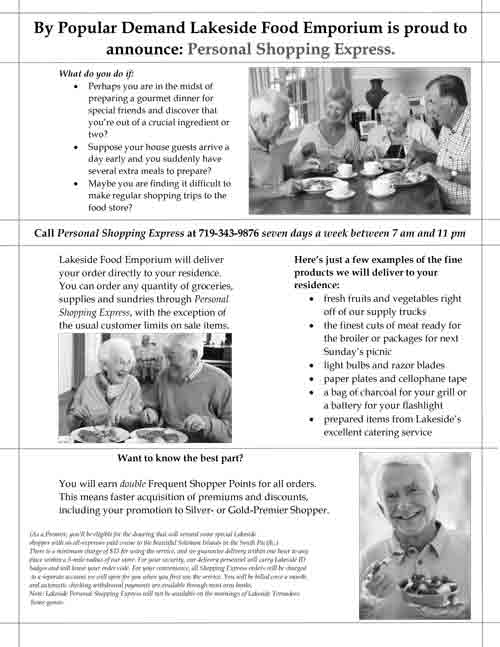 By Popular Demand Lakeside Food Emporium is proud to
announce: Personal Shopping Express.
What do you do if:
• Perhaps you are in the midst of
preparing a gourmet dinner for
special friends and discover that
you're out of a crucial ingredient or
two?
• Suppose your house guests arrive a
day early and you suddenly have
several extra meals to prepare?
• Maybe you are finding it difficult to
make regular shopping trips to the
food store?
Call Personal Shopping Express at 719-343-9876 seven days a week between 7 am and 11 pm
Lakeside Food Emporium will deliver
your order directly to your residence.
You can order any quantity of groceries,
supplies and sundries through Personal
Shopping Express, with the exception of
the usual customer limits on sale items.
Here's just a few examples of the fine
products we will deliver to your
residence:
• fresh fruits and vegetables right
off of our supply trucks
• the finest cuts of meat ready for
the broiler or packages for next
Sunday's picnic
• light bulbs and razor blades
• paper plates and cellophane tape
• a bag of charcoal for your grill or
a battery for your flashlight
• prepared items from Lakeside's
excellent catering service
Want to know the best part?
You will earn double Frequent Shopper Points for all orders.
This means faster acquisition of premiums and discounts,
including your promotion to Silver- or Gold-Premier Shopper.
(As a Premier, you'll be eligible for the drawing that will reward some special Lakeside
shopper with an all-expenses paid cruise to the beautiful Solomon Islands in the South Pacific.)
There is a minimum charge of $15 for using the service, and we guarantee delivery within one hour to any
place within a 5-mile radius of our store. For your security, our delivery personnel will carry Lakeside ID
badges and will know your order code. For your convenience, all Shopping Express orders will be charged
to a separate account we will open for you when you first use the service. You will be billed once a month,
and automatic checking withdrawal payments are available through most area banks.
Note: Lakeside Personal Shopping Express will not be available on the mornings of Lakeside
home games.